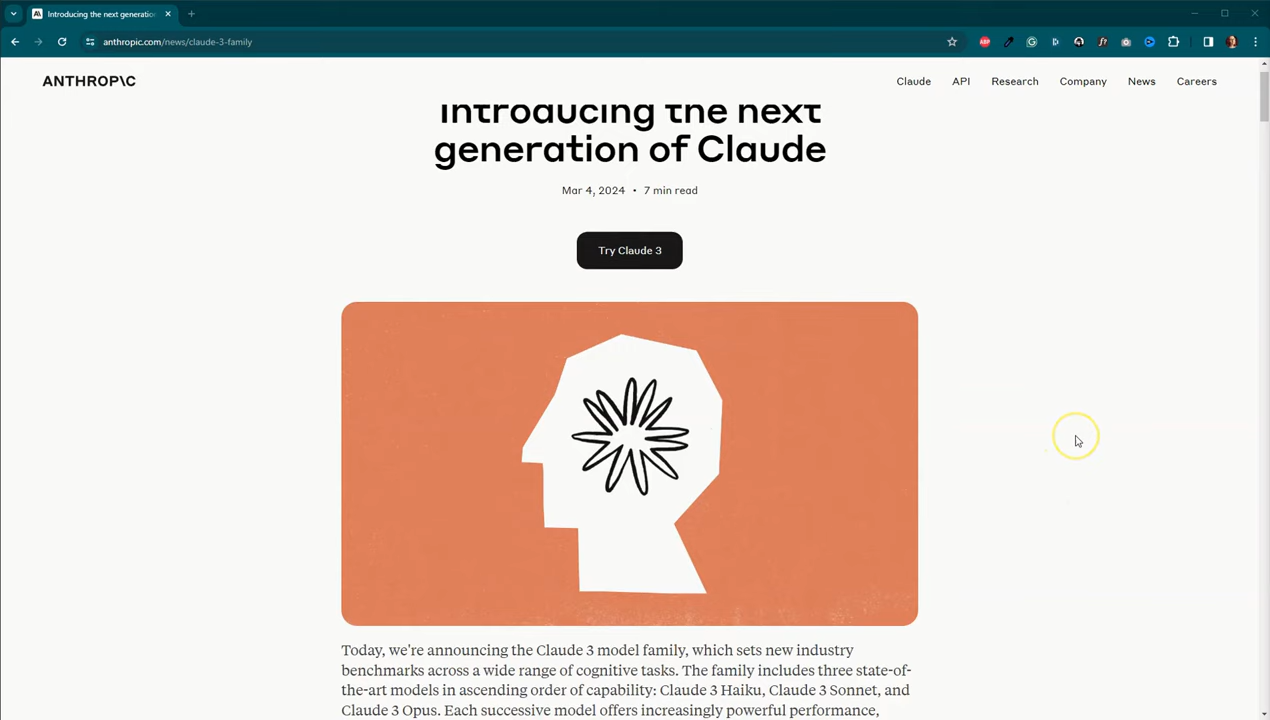 Introducing the next generatio
anthropic.com/news/claude-3-family
ANTHROP\C
Claude
API
Research
Company
News
Careers
Introducing the next
generation of Claude
Mar 4, 2024 • 7 min read
Try Claude 3
Today, we're announcing the Claude 3 model family, which sets new industry
benchmarks across a wide range of cognitive tasks. The family includes three state-of-
the-art models in ascending order of capability: Claude 3 Haiku, Claude 3 Sonnet, and
Claude 3 Opus. Each successive model offers increasingly powerful performance,